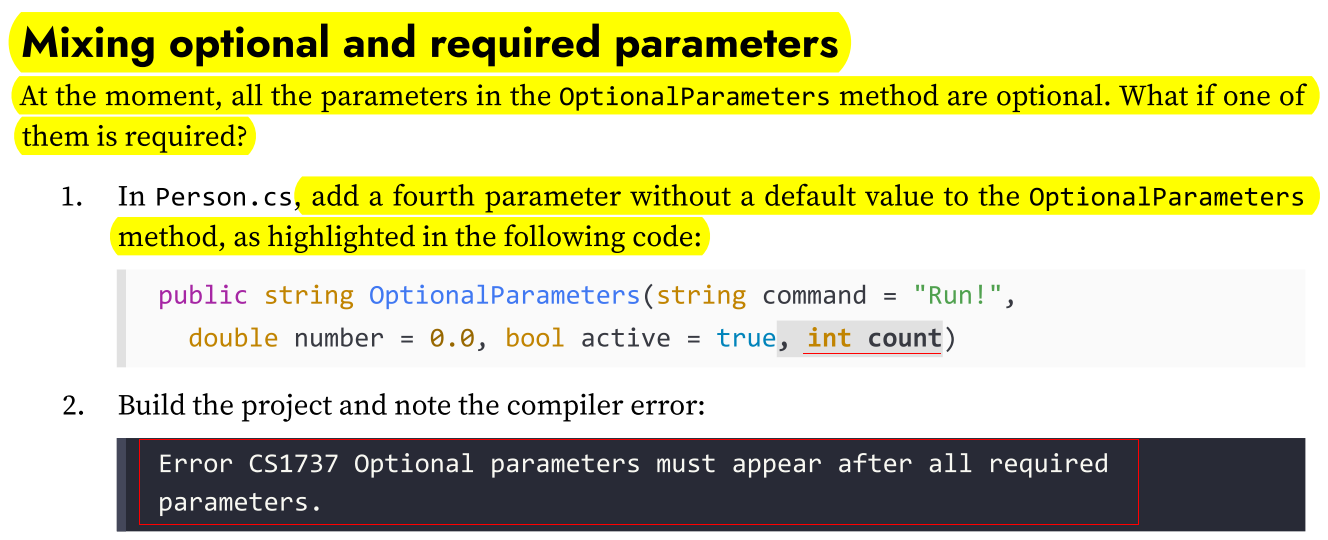 Mixing optional and required parameters
At the moment, all the parameters in the OptionalParameters method are optional. What if one of
them is required?
1. In Person.cs, add a fourth parameter without a default value to the OptionalParameters
method, as highlighted in the following code:
public string OptionalParameters(string command = "Run!",
double number = 0.0, bool active = true, int count)
2. Build the project and note the compiler error:
Error CS1737 Optional parameters must appear after all required
parameters.